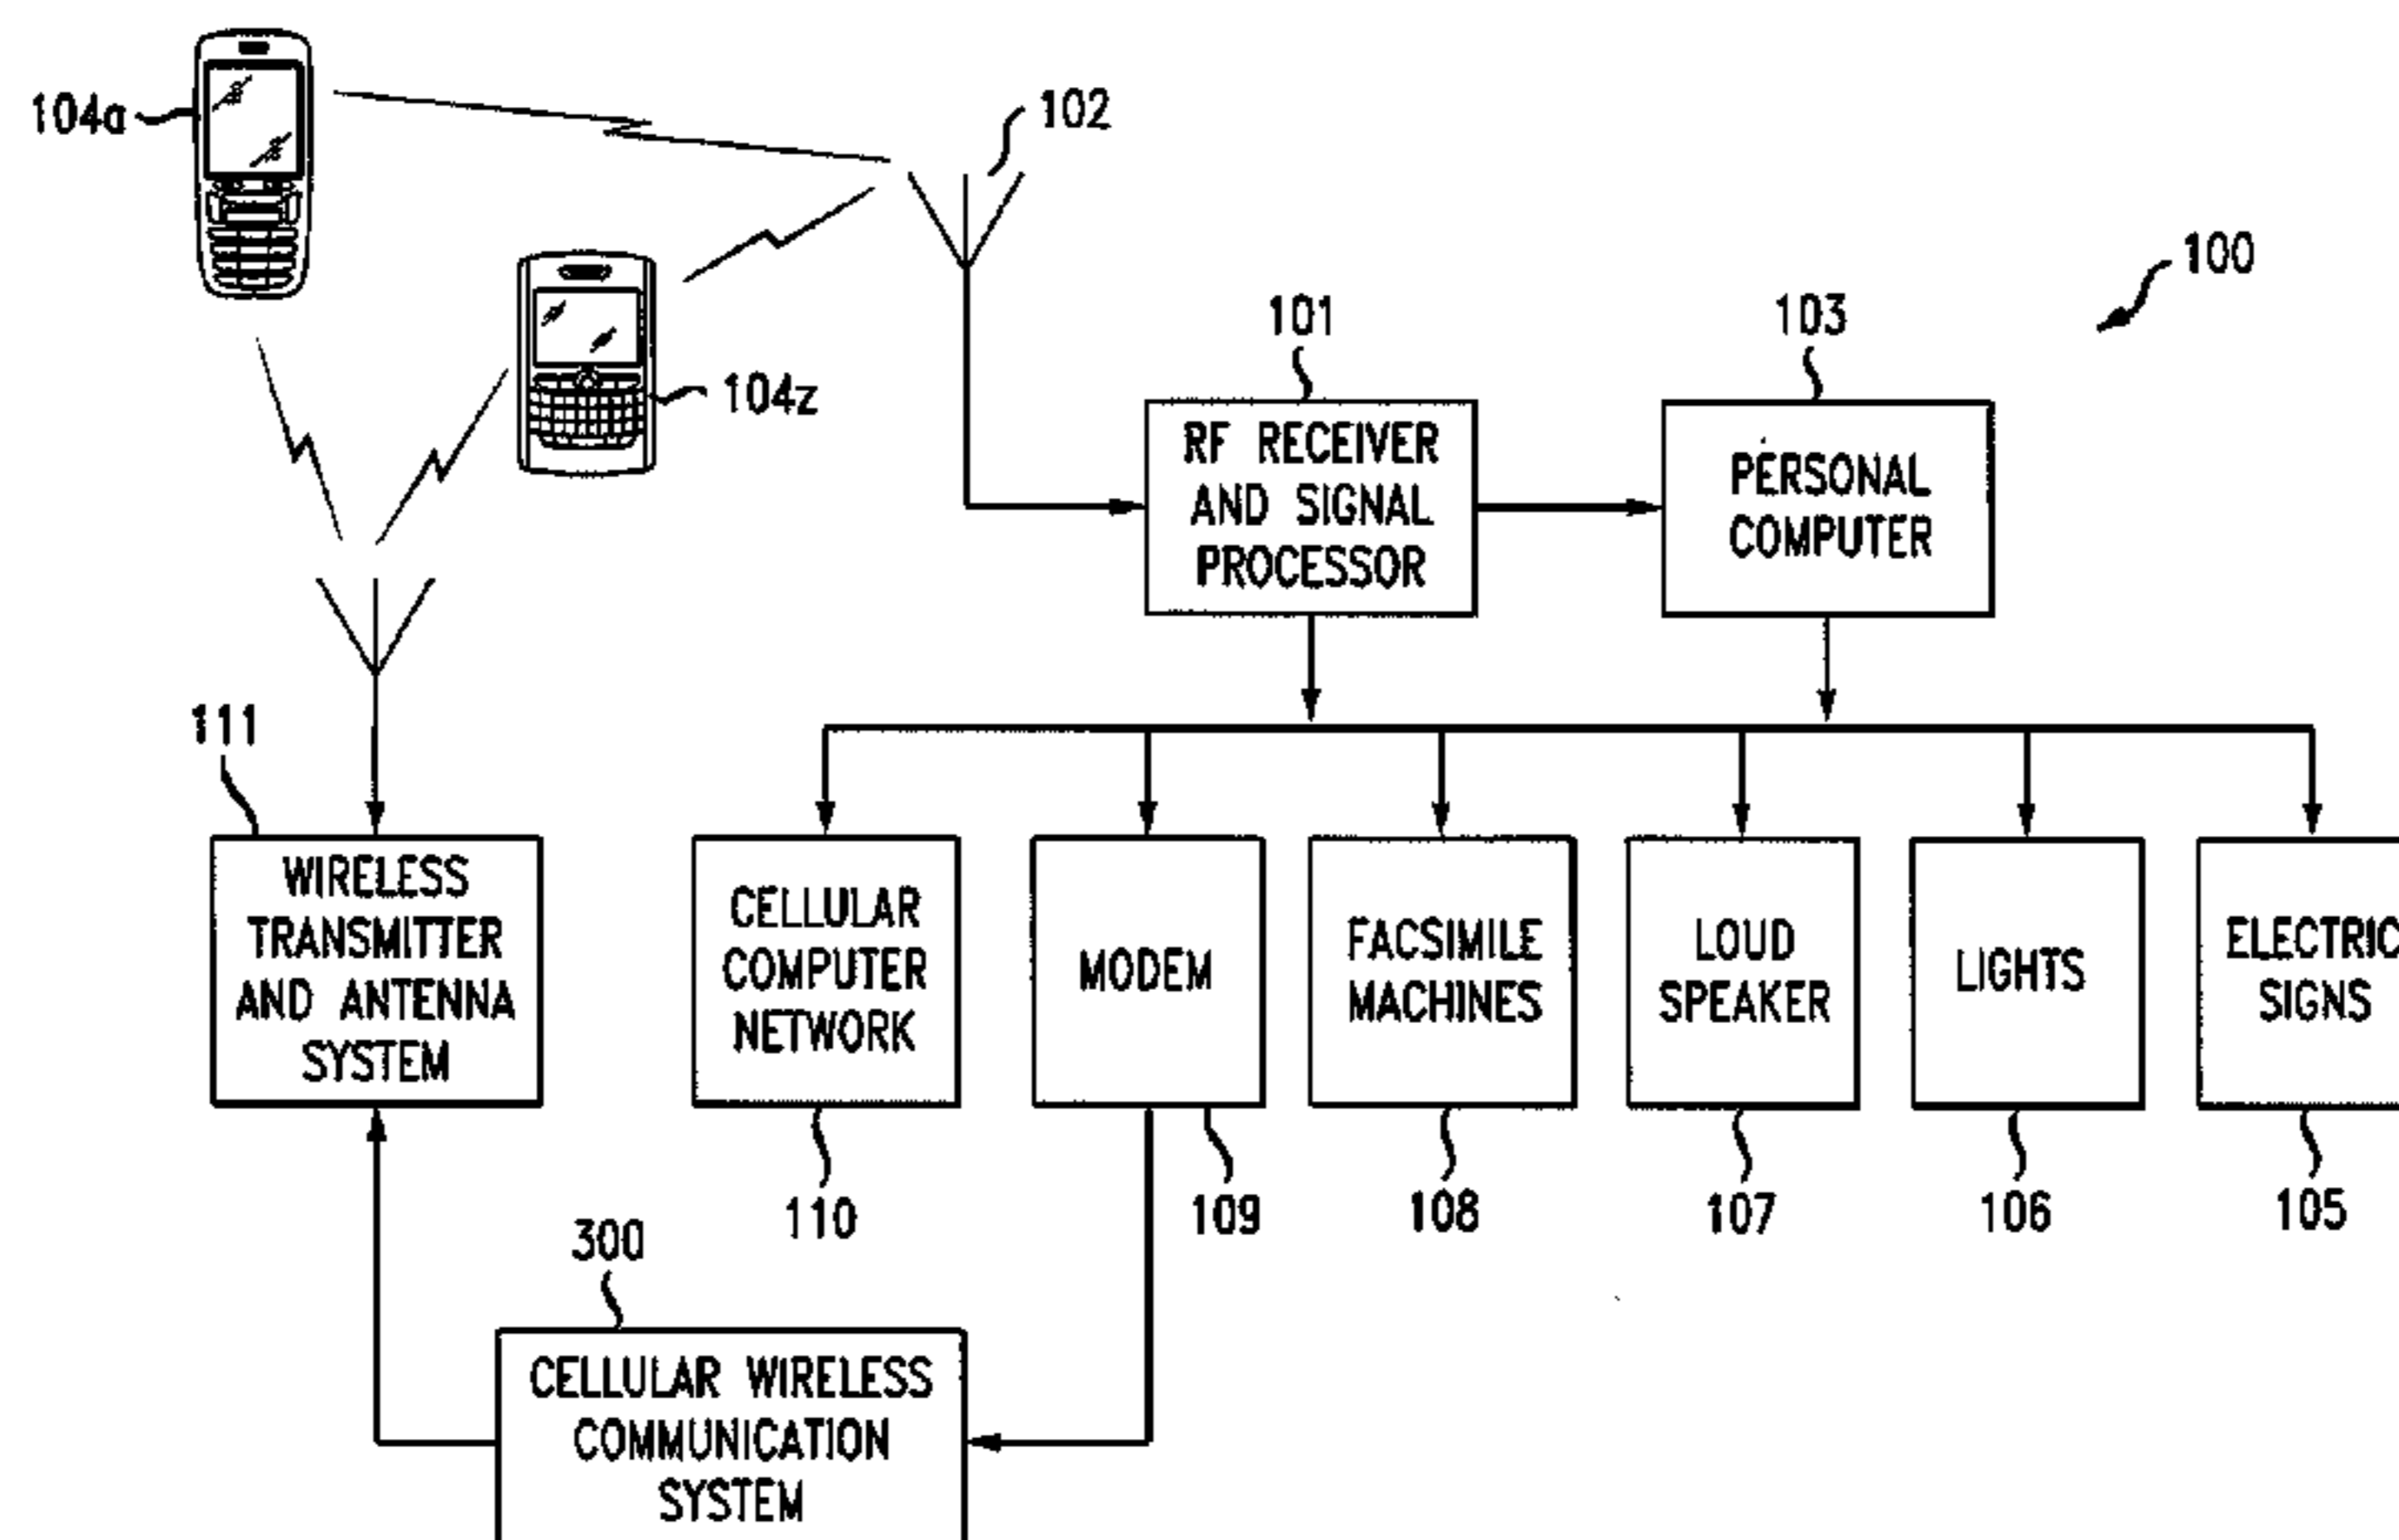 104a
102
104z
100
101
103
RF RECEIVER
AND SIGNAL
PROCESSOR
PERSONAL
COMPUTER
111
WIRELESS
TRANSMITTER
AND ANTENNA
SYSTEM
CELLULAR
COMPUTER
NETWORK
MODEM
FACSIMILE
MACHINES
LOUD
SPEAKER
LIGHTS
ELECTRIC
SIGNS
110
109
108
107
106
105
300
CELLULAR WIRELESS
COMMUNICATION
SYSTEM